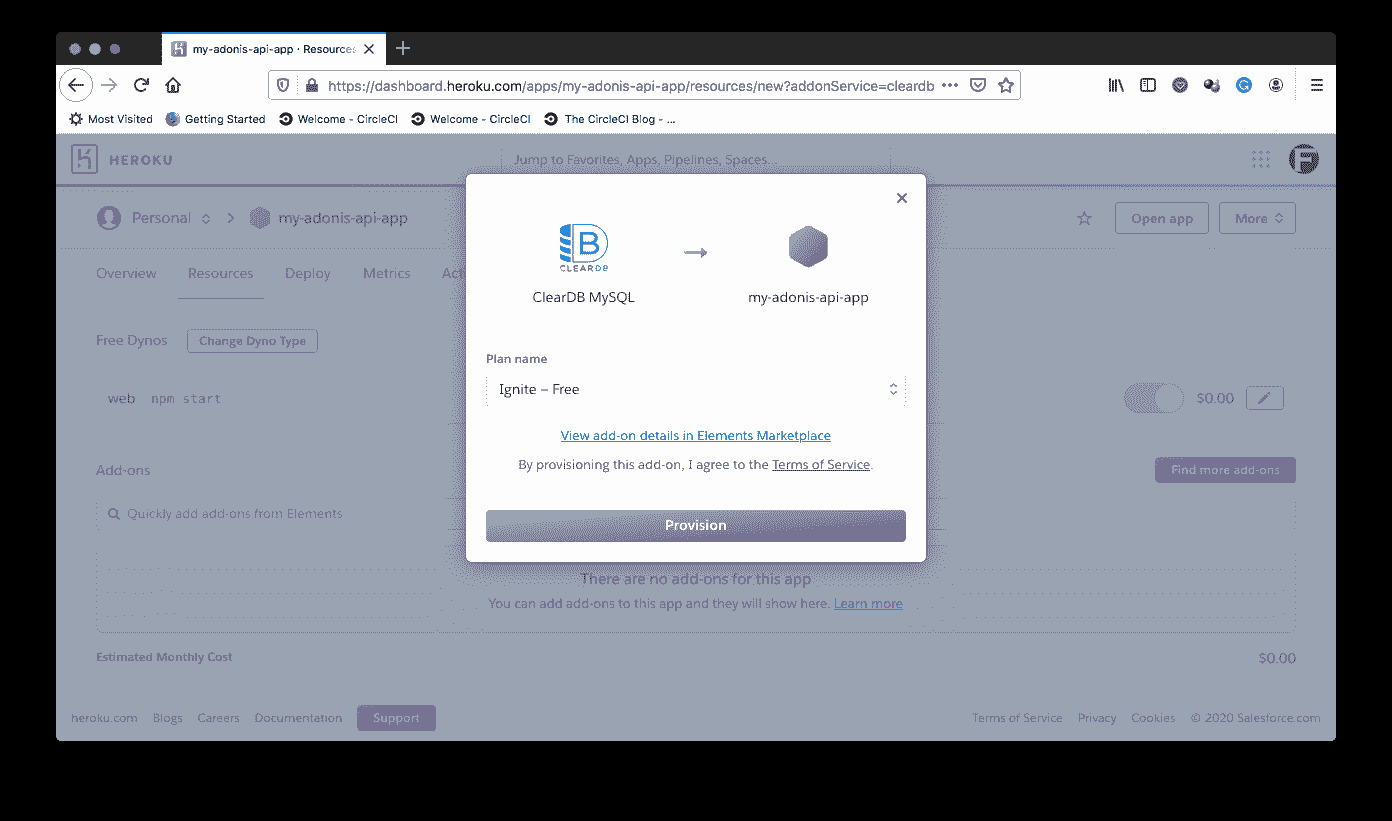 my-adonis-api-app · Resources
https://dashboard.heroku.com/apps/my-adonis-api-app/resources/new?addonService=cleardb
Most Visited Getting Started Welcome - CircleCI Welcome - CircleCI The CircleCI Blog - ...
HEROKU Jump to Favorites, Apps, Pipelines, Spaces...
Personal my-adonis-api-app Open app More
Overview Resources Deploy Metrics Act
CLEARDB
ClearDB MySQL my-adonis-api-app
Free Dynos Change Dyno Type
Plan name
Ignite – Free
web npm start $0.00
View add-on details in Elements Marketplace
By provisioning this add-on, I agree to the Terms of Service.
Add-ons Find more add-ons
Quickly add add-ons from Elements
Provision
There are no add-ons for this app
You can add add-ons to this app and they will show here. Learn more
Estimated Monthly Cost $0.00
heroku.com Blogs Careers Documentation Support Terms of Service Privacy Cookies © 2020 Salesforce.com